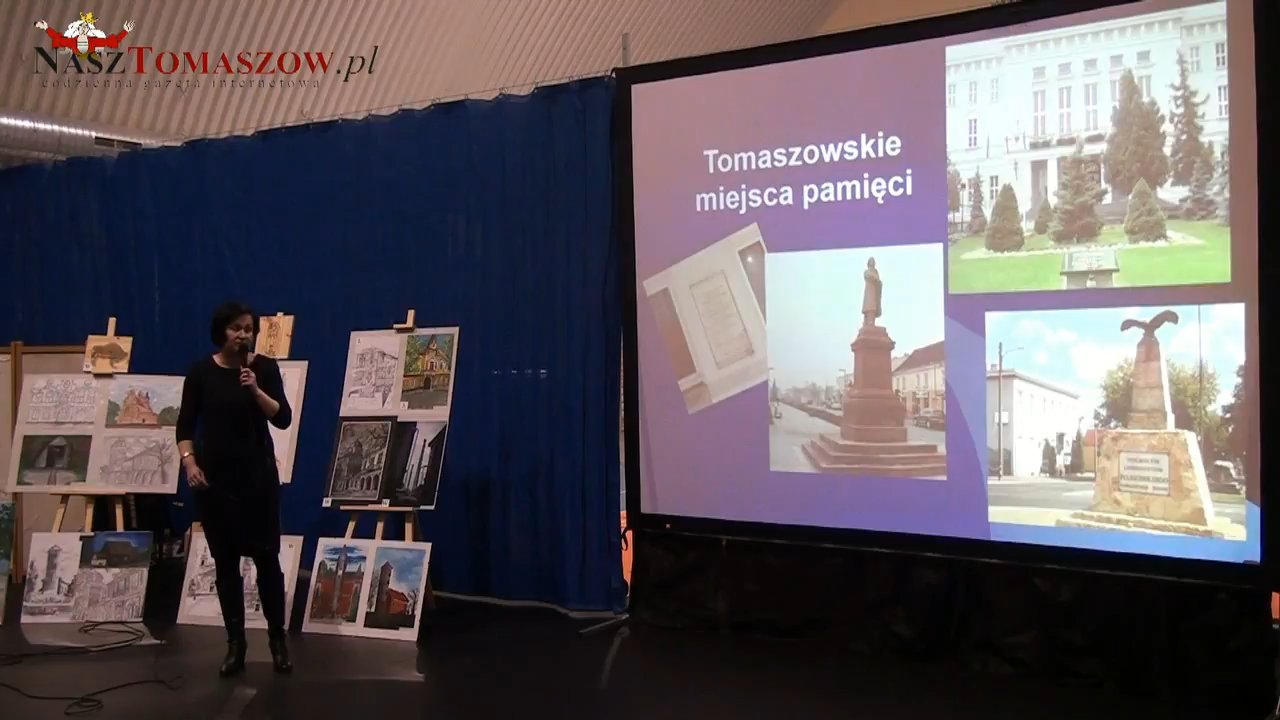 NaszTomaszow.pl
codzienna gazeta internetowa
Tomaszowskie
miejsca pamięci